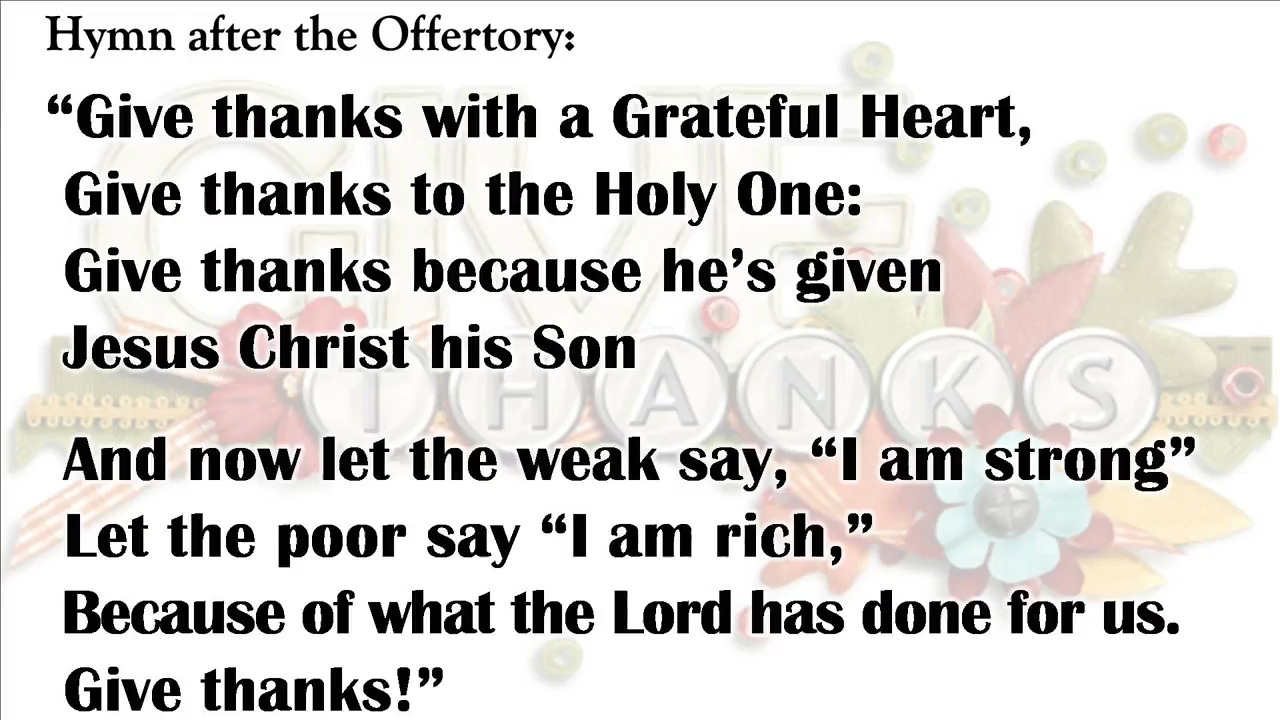 Hymn after the Offertory:
“Give thanks with a Grateful Heart,
Give thanks to the Holy One:
Give thanks because he’s given
Jesus Christ his Son
And now let the weak say, “I am strong”
Let the poor say “I am rich,”
Because of what the Lord has done for us.
Give thanks!”
GIVE
THANKS